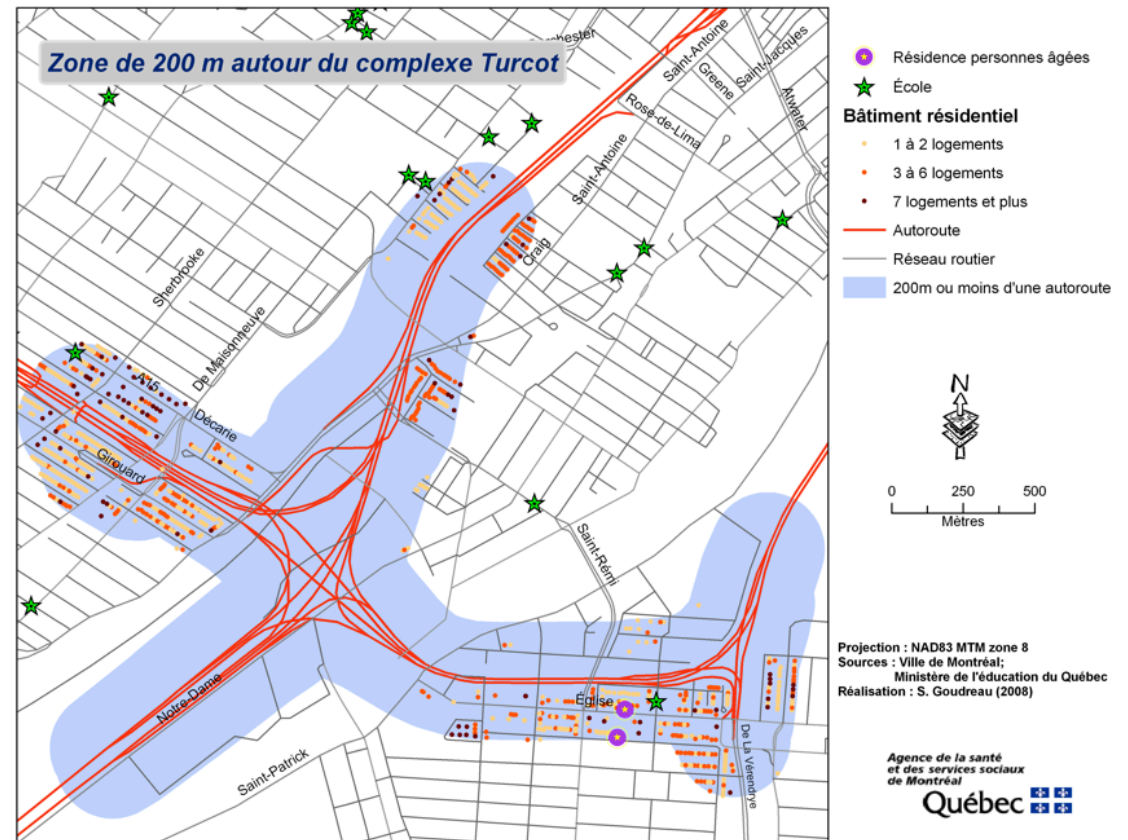 Zone de 200 m autour du complexe Turcot
Saint-Antoine
Greene
Saint-Jacques
Atwater
Rose-de-Lima
Saint-Antoine
Craig
Sherbrooke
De Maisonneuve
A15
Décarie
Girouard
Saint-Rémi
Notre-Dame
Église
Saint-Patrick
De La Vérendrye
Résidence personnes âgées
École
Bâtiment résidentiel
1 à 2 logements
3 à 6 logements
7 logements et plus
Autoroute
Réseau routier
200m ou moins d'une autoroute
N
0 250 500
Mètres
Projection : NAD83 MTM zone 8
Sources : Ville de Montréal;
Ministère de l'éducation du Québec
Réalisation : S. Goudreau (2008)
Agence de la santé
et des services sociaux
de Montréal
Québec